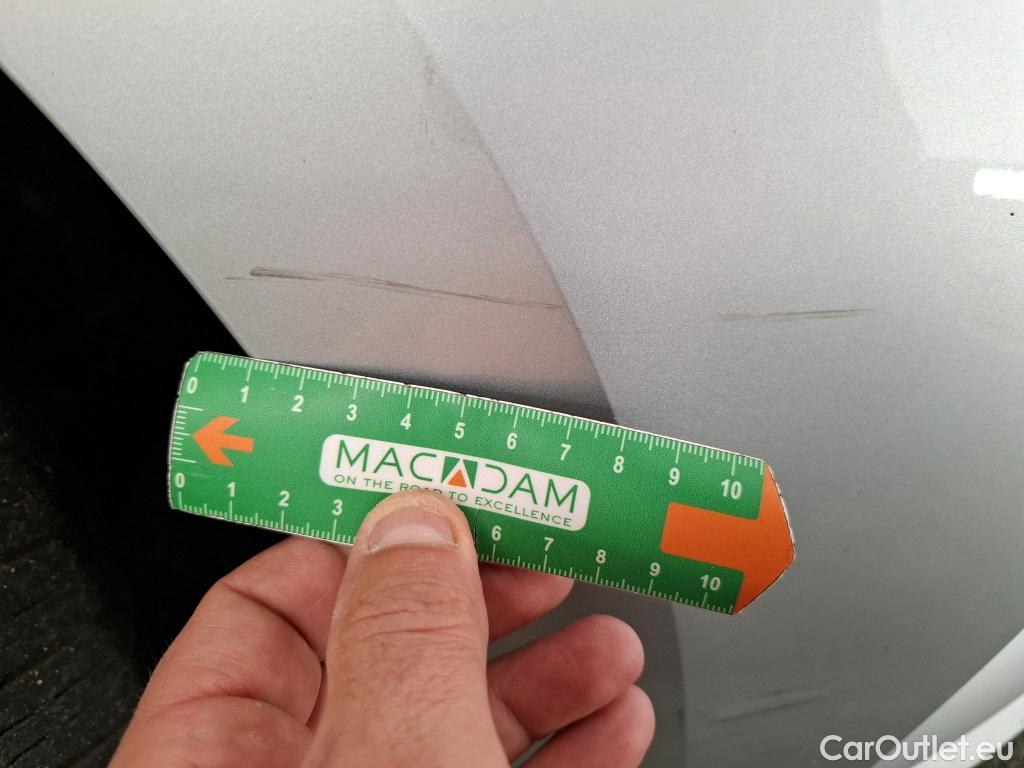 0 1 2 3 4 5 6 7 8 9 10
MACADAM
ON THE ROAD TO EXCELLENCE
0 1 2 3 6 7 8 9 10
CarOutlet.eu